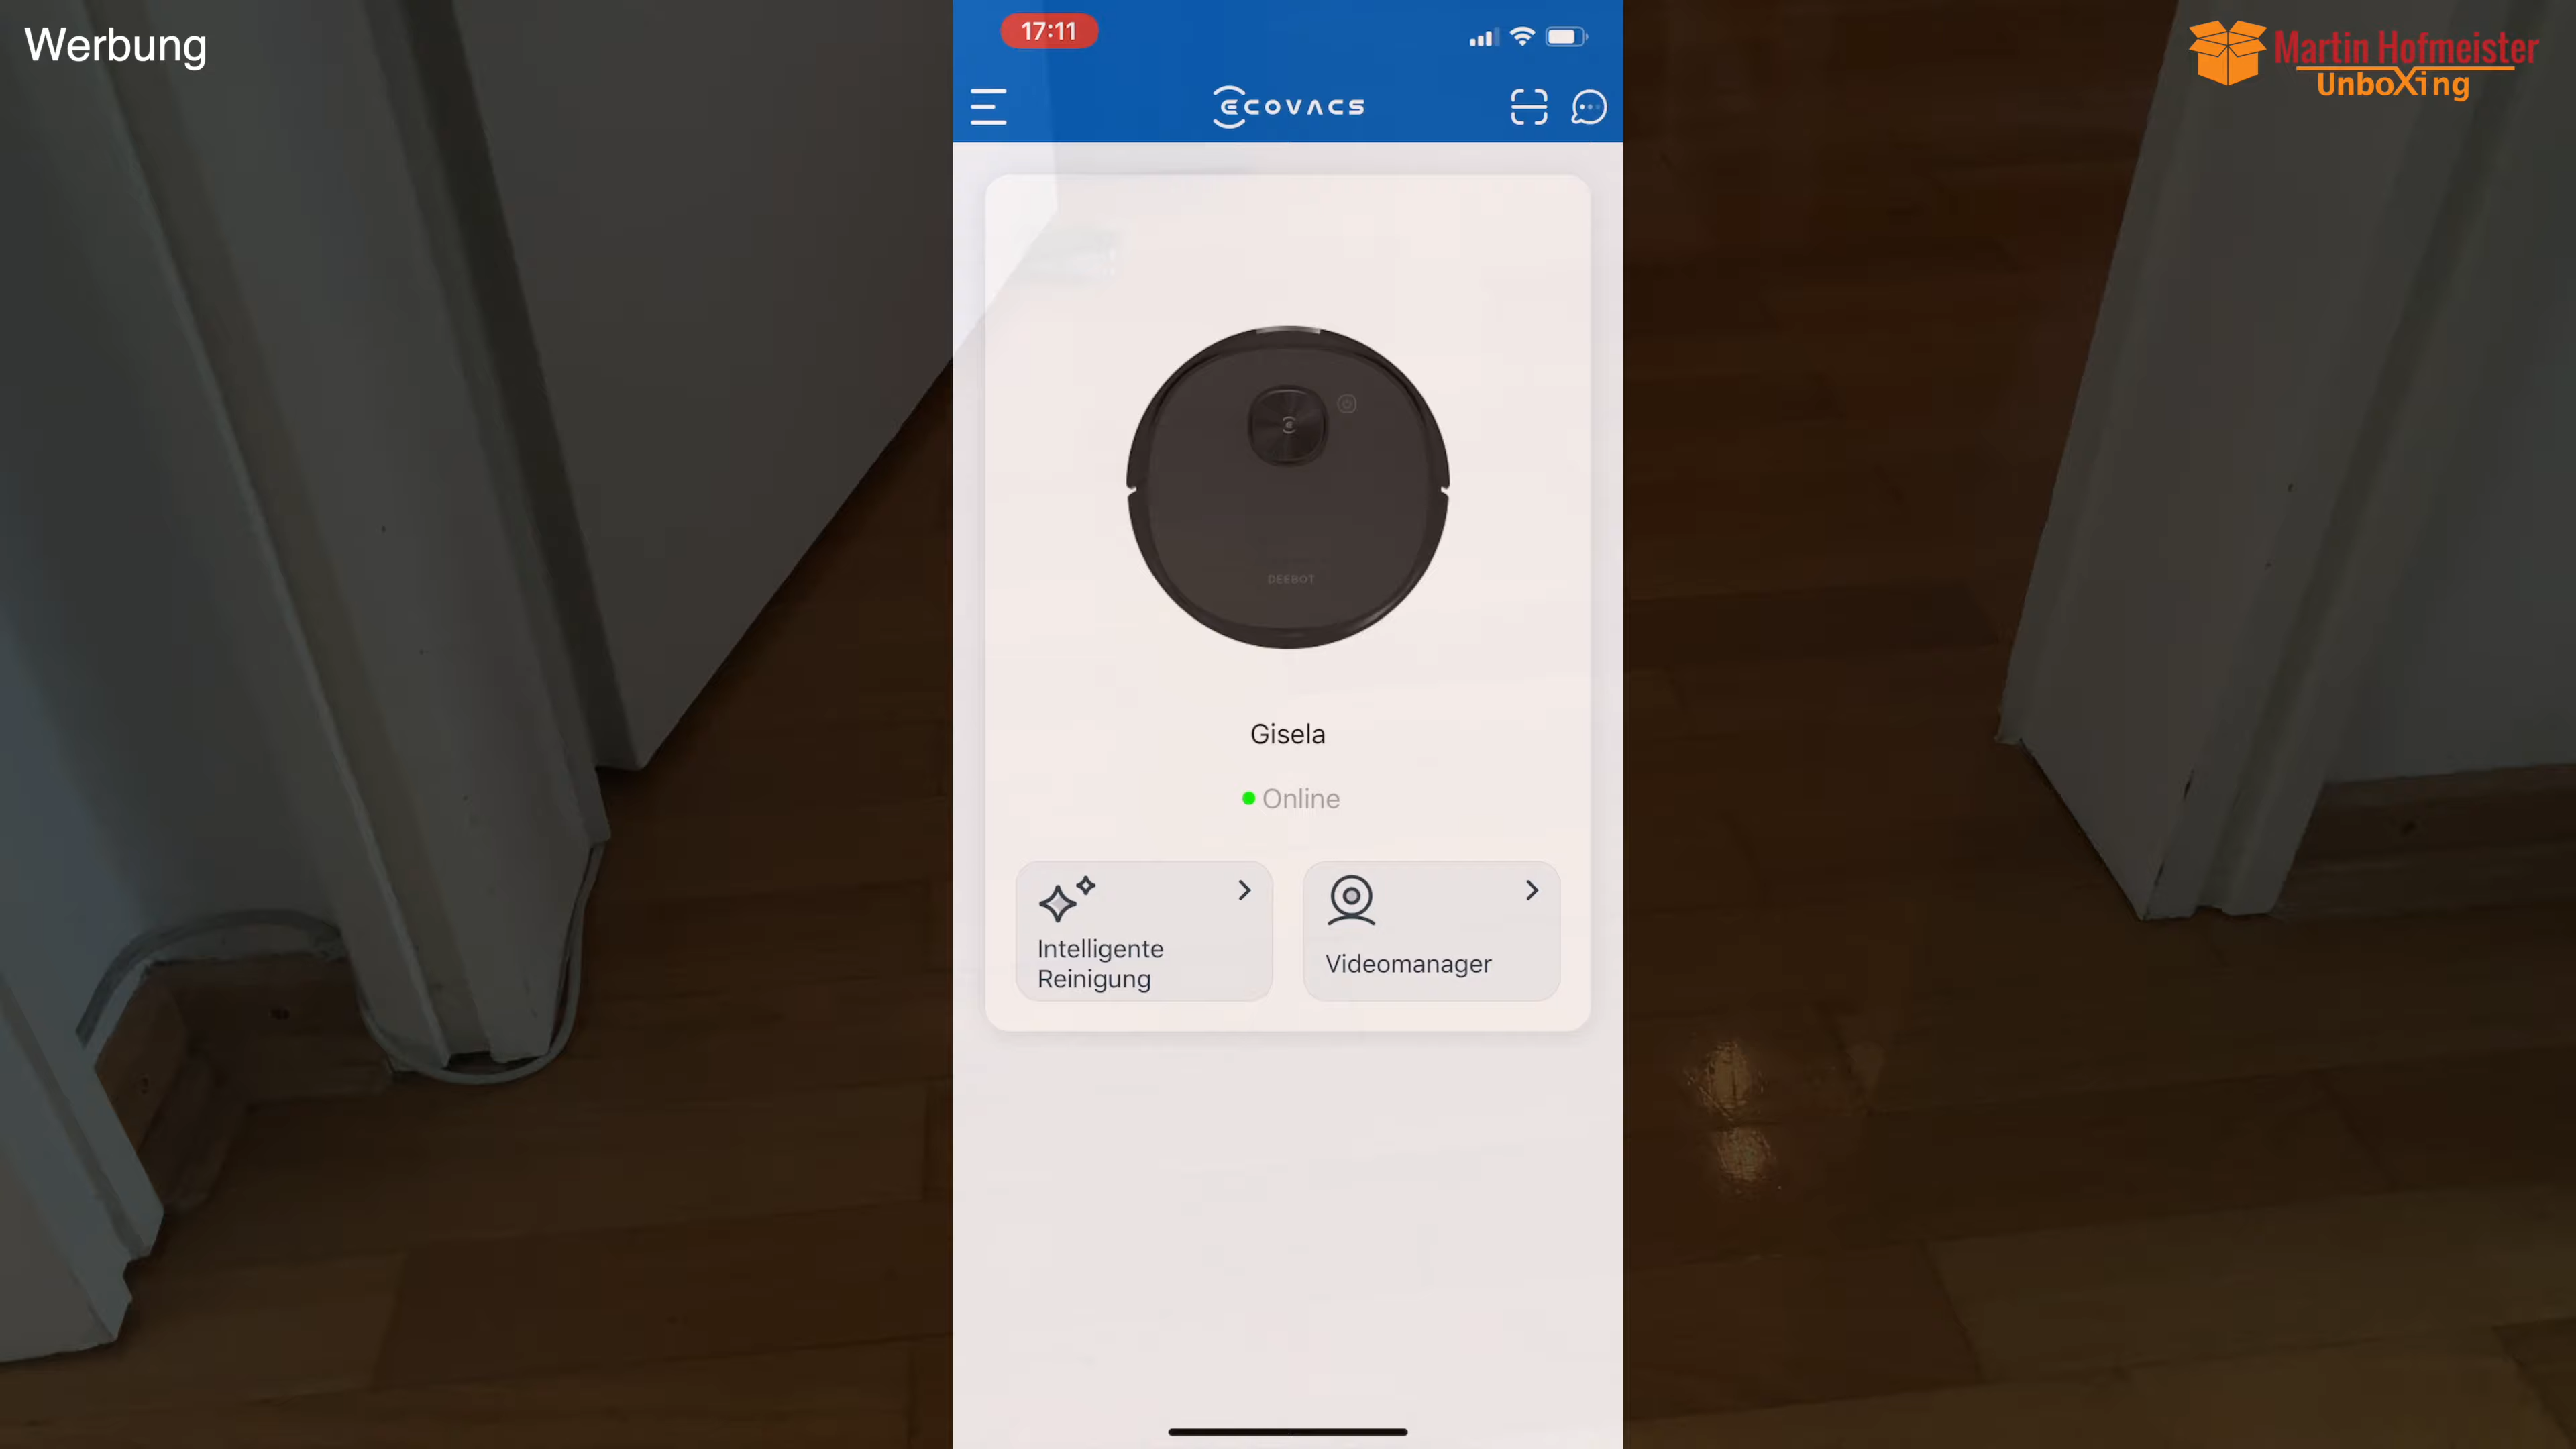 Werbung
17:11
ECOVACS
Martin Hofmeister
UnboXing
DEEBOT
Gisela
Online
Intelligente
Reinigung
Videomanager